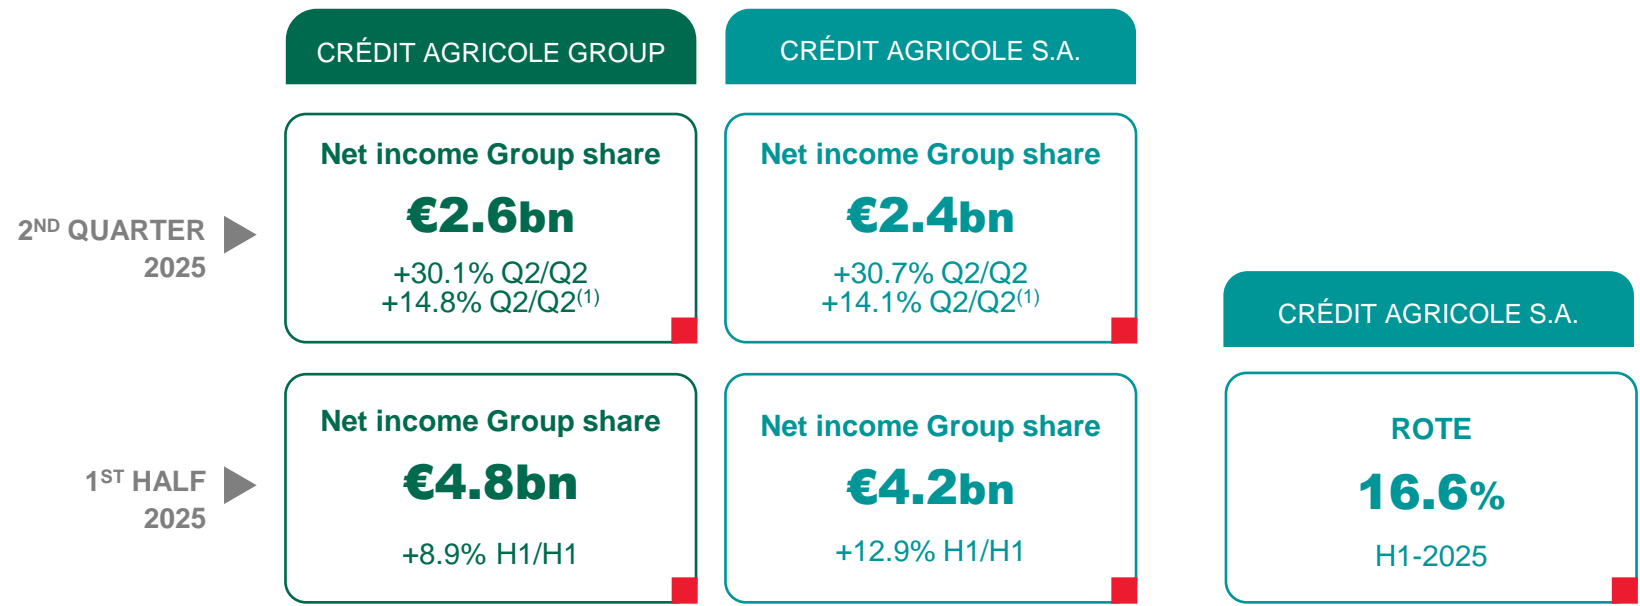 CRÉDIT AGRICOLE GROUP
CRÉDIT AGRICOLE S.A.
2ND QUARTER
2025
Net income Group share
€2.6bn
+30.1% Q2/Q2
+14.8% Q2/Q2(1)
Net income Group share
€2.4bn
+30.7% Q2/Q2
+14.1% Q2/Q2(1)
1ST HALF
2025
Net income Group share
€4.8bn
+8.9% H1/H1
Net income Group share
€4.2bn
+12.9% H1/H1
CRÉDIT AGRICOLE S.A.
ROTE
16.6%
H1-2025